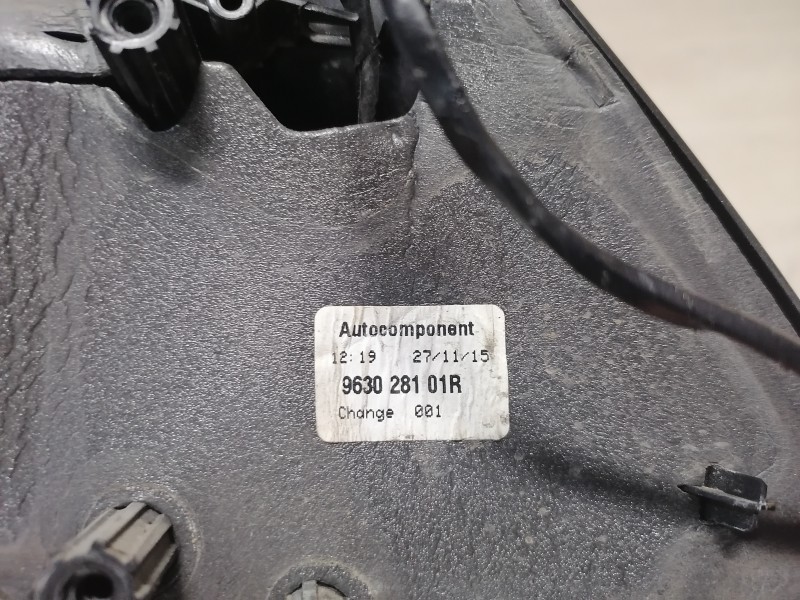 Autocomponent
12:19 27/11/15
9630 281 01R
Change 001